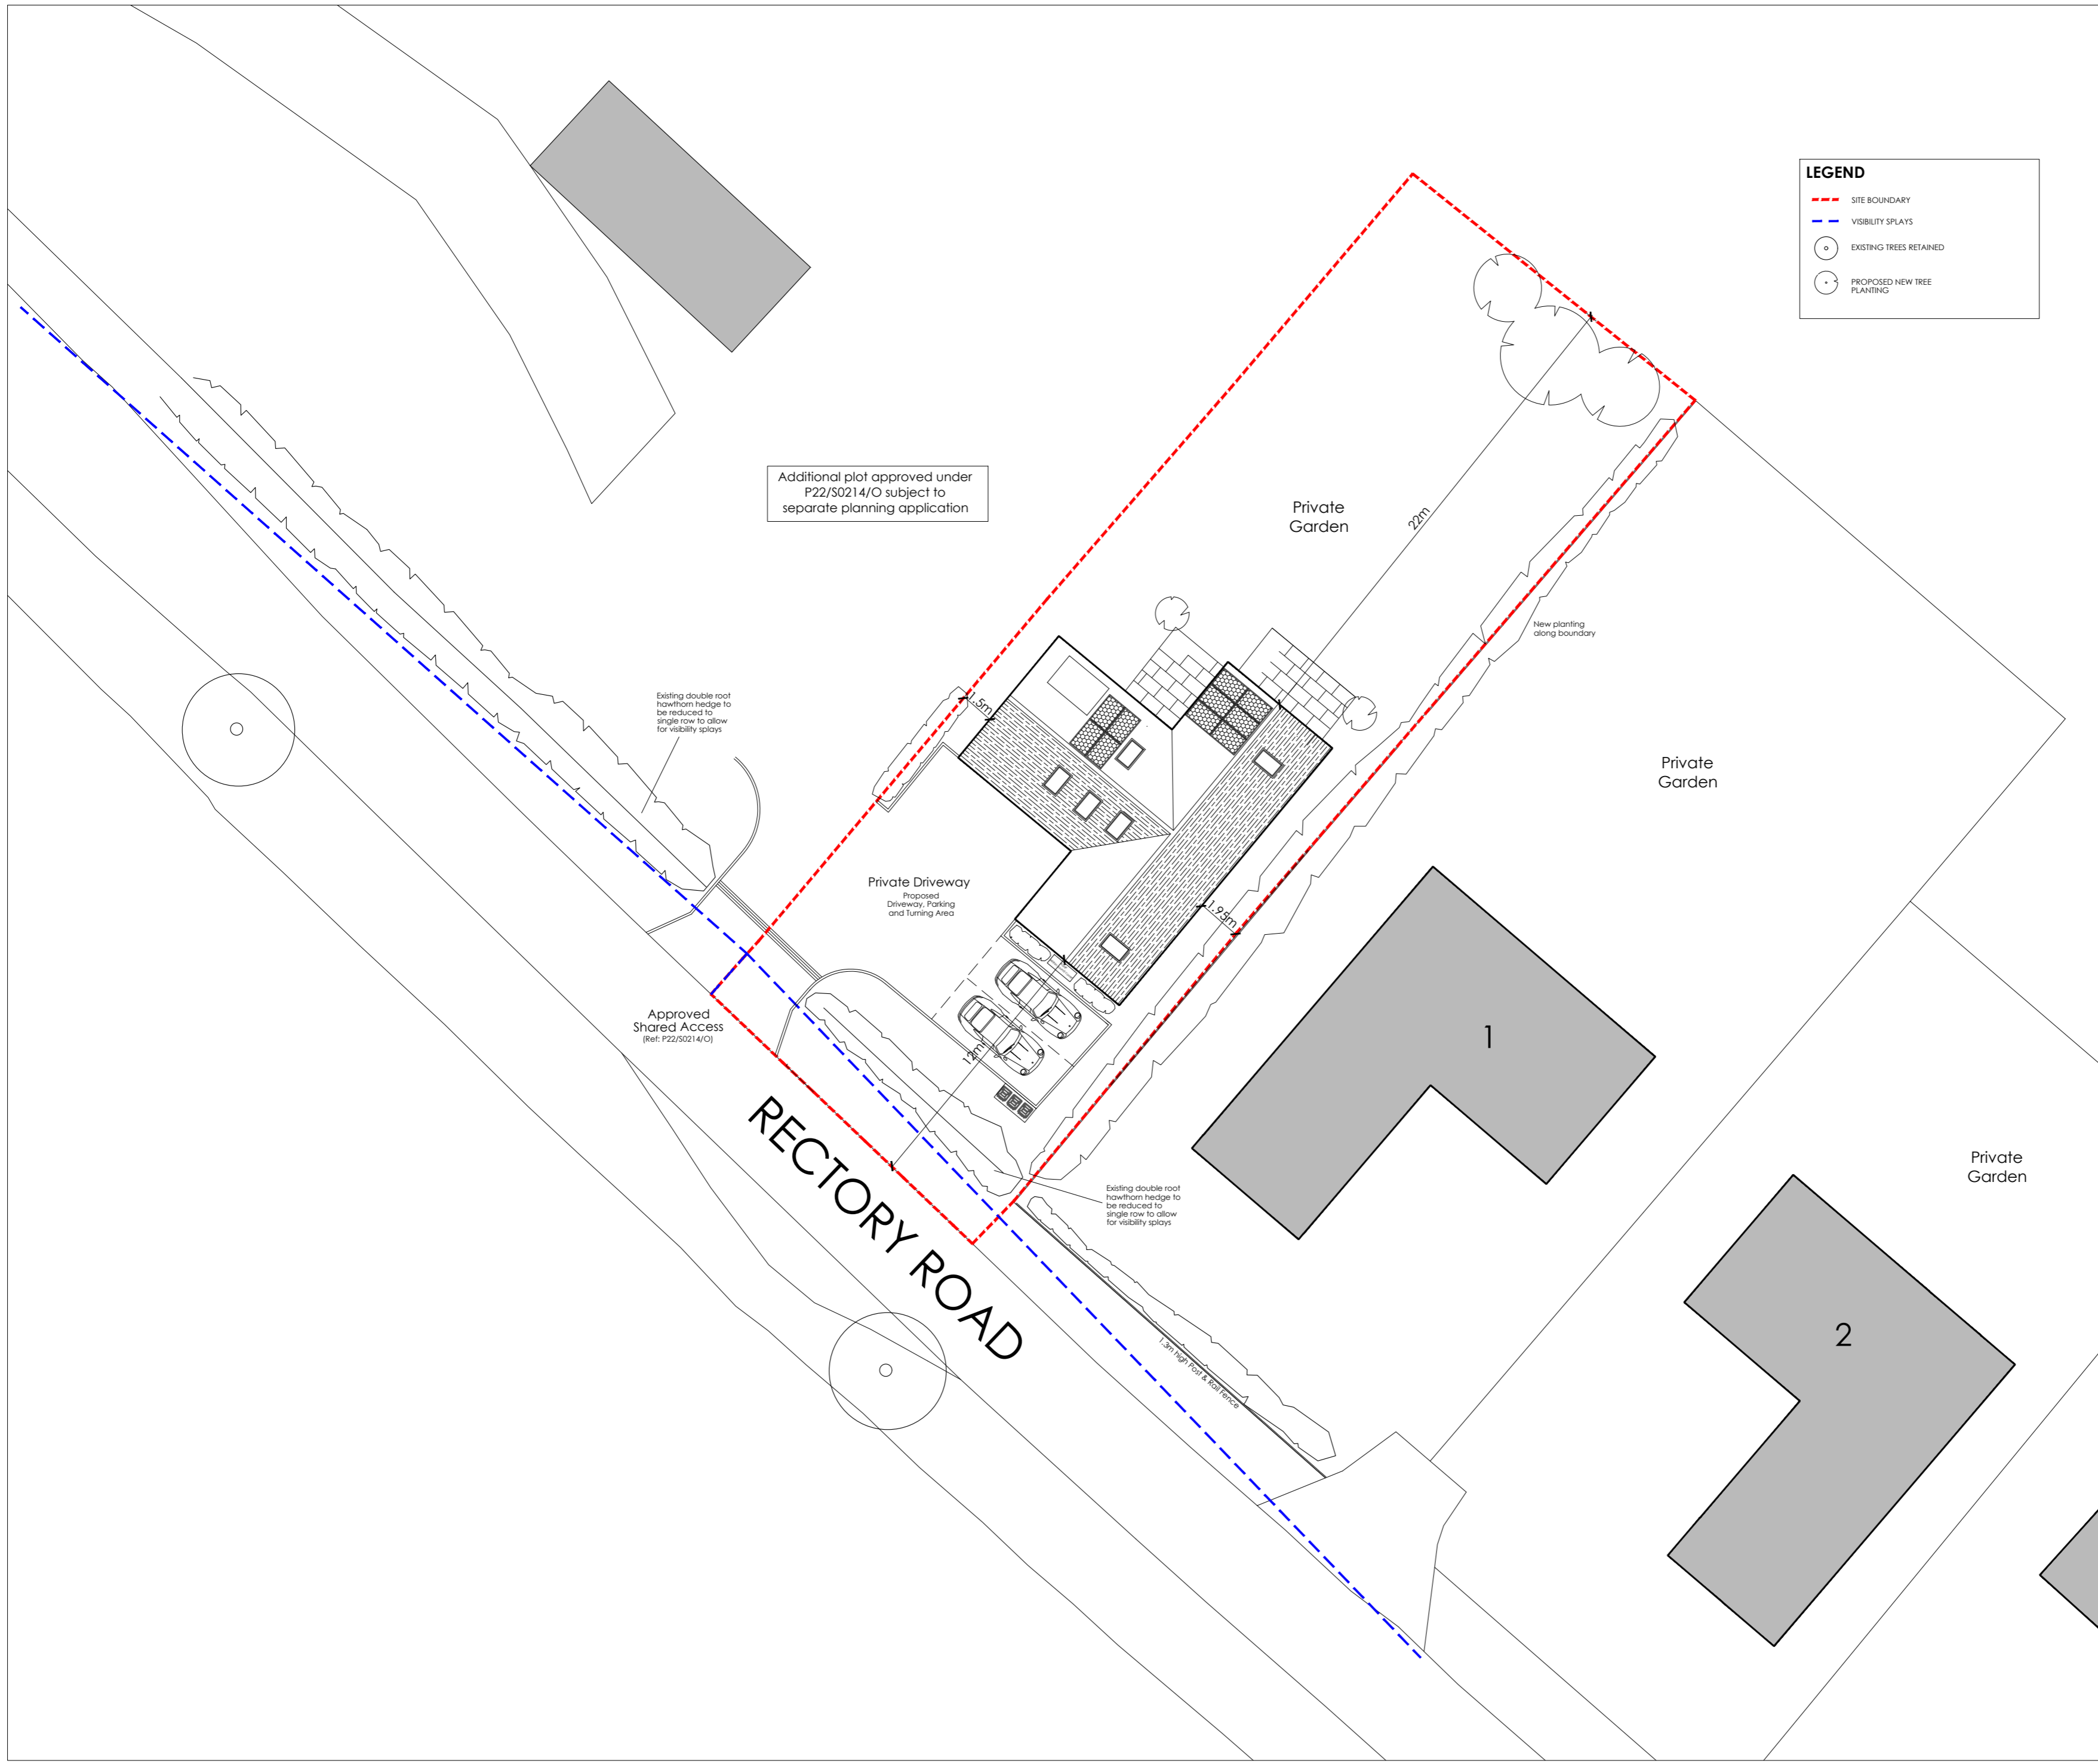 LEGEND
SITE BOUNDARY
VISIBILITY SPLAYS
EXISTING TREES RETAINED
PROPOSED NEW TREE
PLANTING
Additional plot approved under
P22/S0214/O subject to
separate planning application
Private
Garden
22m
New planting
along boundary
Existing double root
hawthorn hedge to
be reduced to
single row to allow
for visibility splays
1.5m
Private
Garden
Private Driveway
Proposed
Driveway, Parking
and Turning Area
1.95m
Approved
Shared Access
(Ref: P22/S0214/O)
12m
1
RECTORY ROAD
Private
Garden
Existing double root
hawthorn hedge to
be reduced to
single row to allow
for visibility splays
2
1.3m high Post & Rail Fence